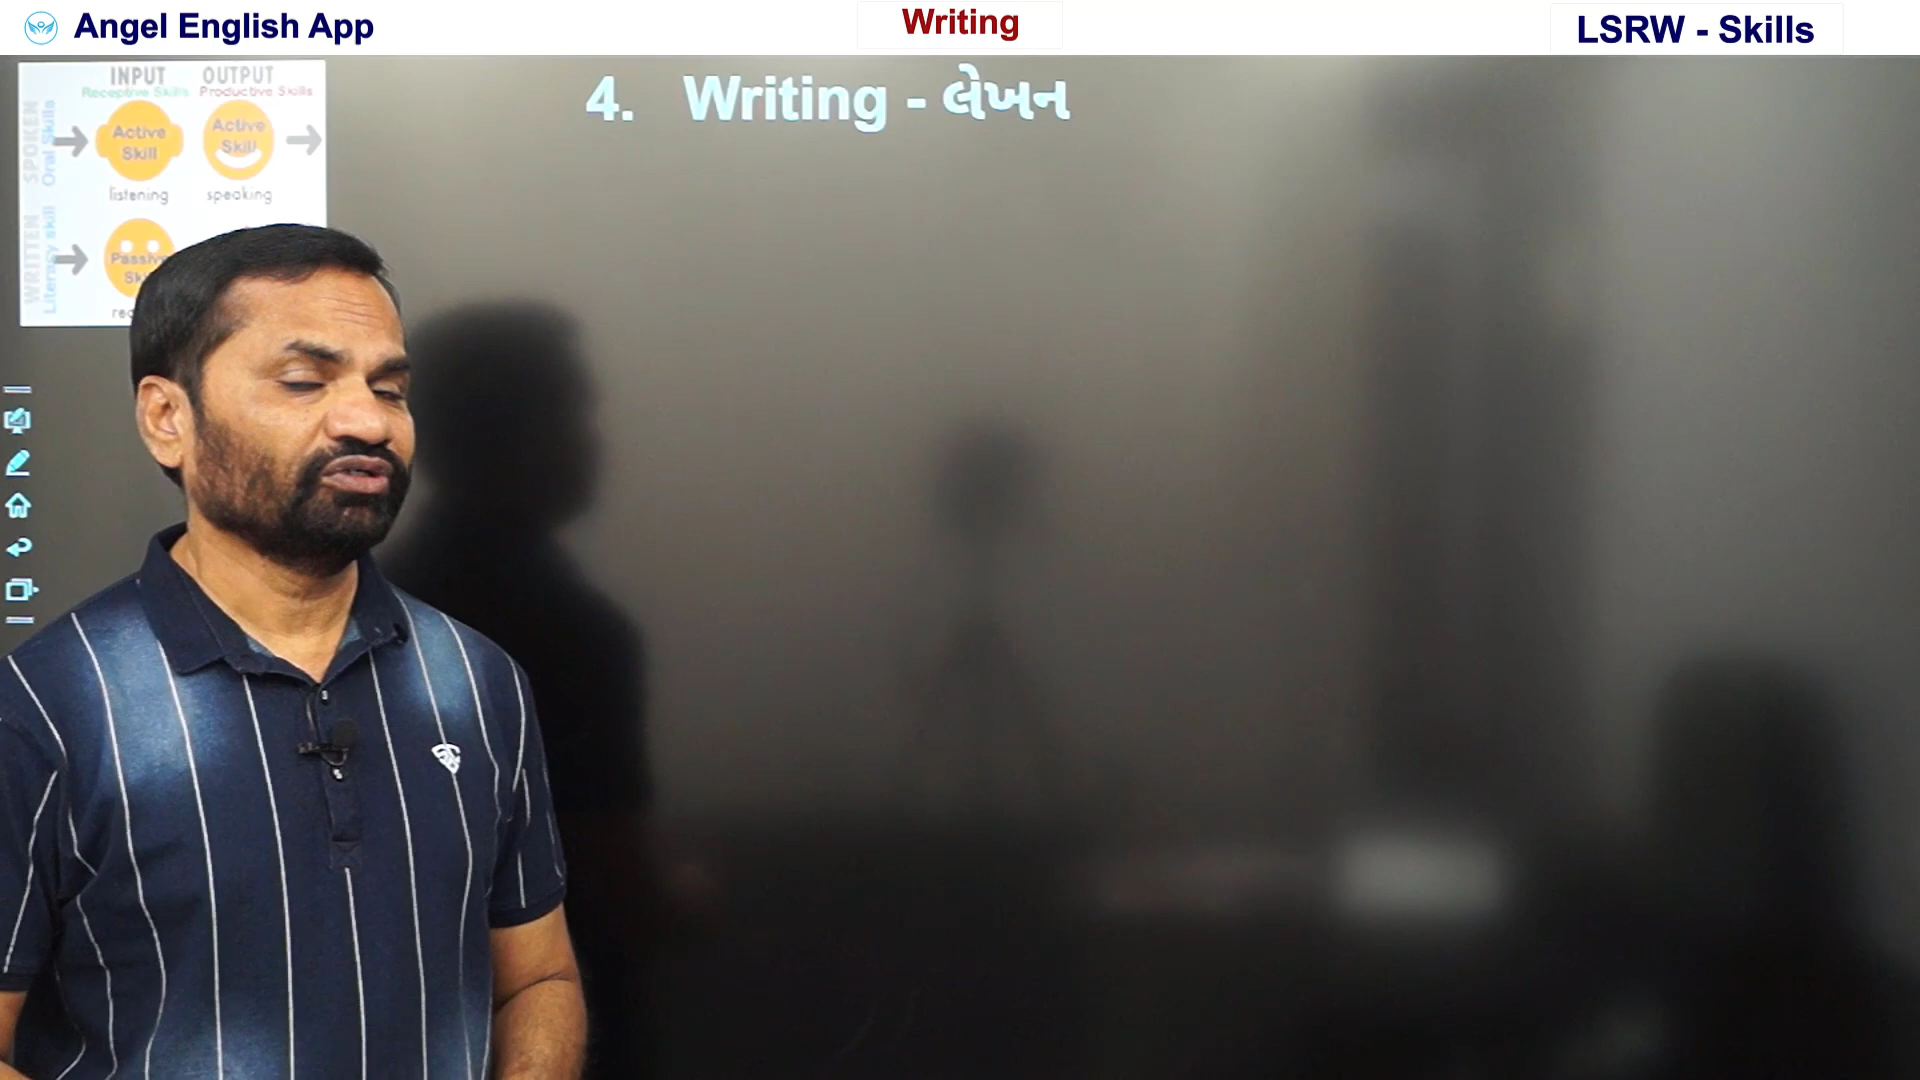 Angel English App
Writing
LSRW - Skills
INPUT OUTPUT
Receptive Skills Productive Skills
4. Writing - લેખન
SPOKEN
Oral Skills
Active Skill
Active Skill
listening speaking
WRITTEN
Literacy skill
Passive